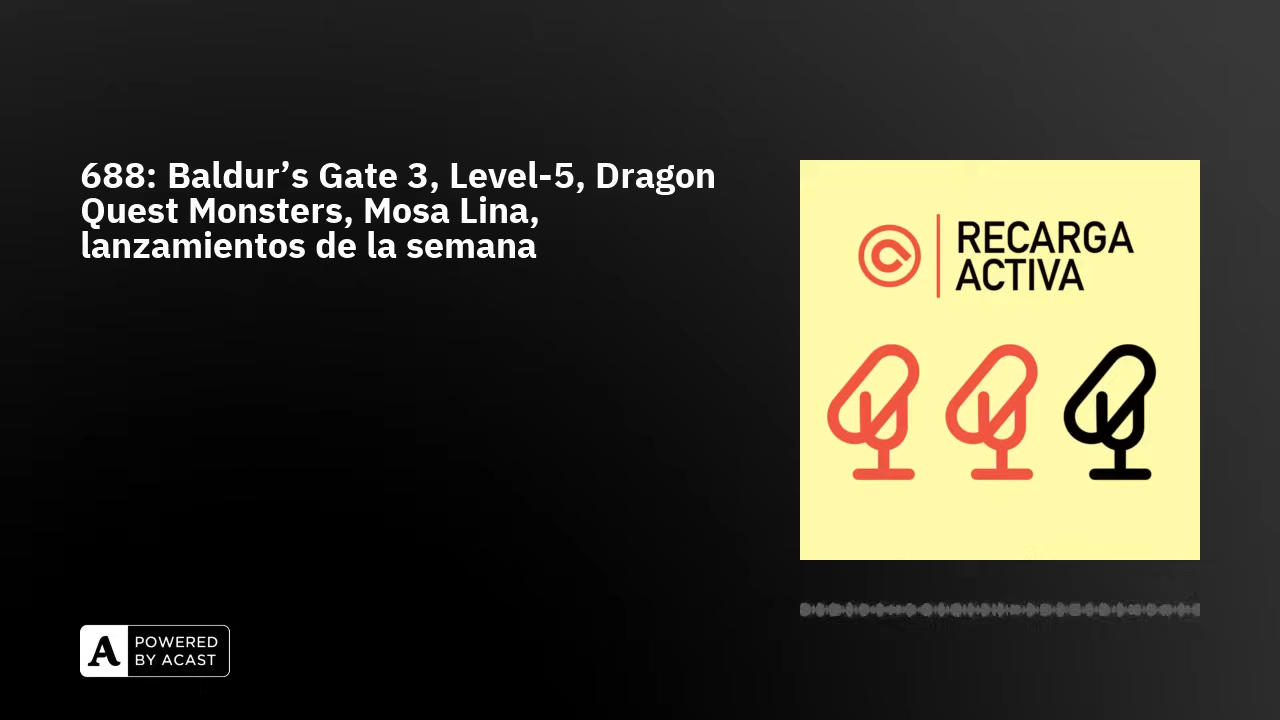 688: Baldur’s Gate 3, Level-5, Dragon
Quest Monsters, Mosa Lina,
lanzamientos de la semana
RECARGA
ACTIVA
A POWERED
BY ACAST